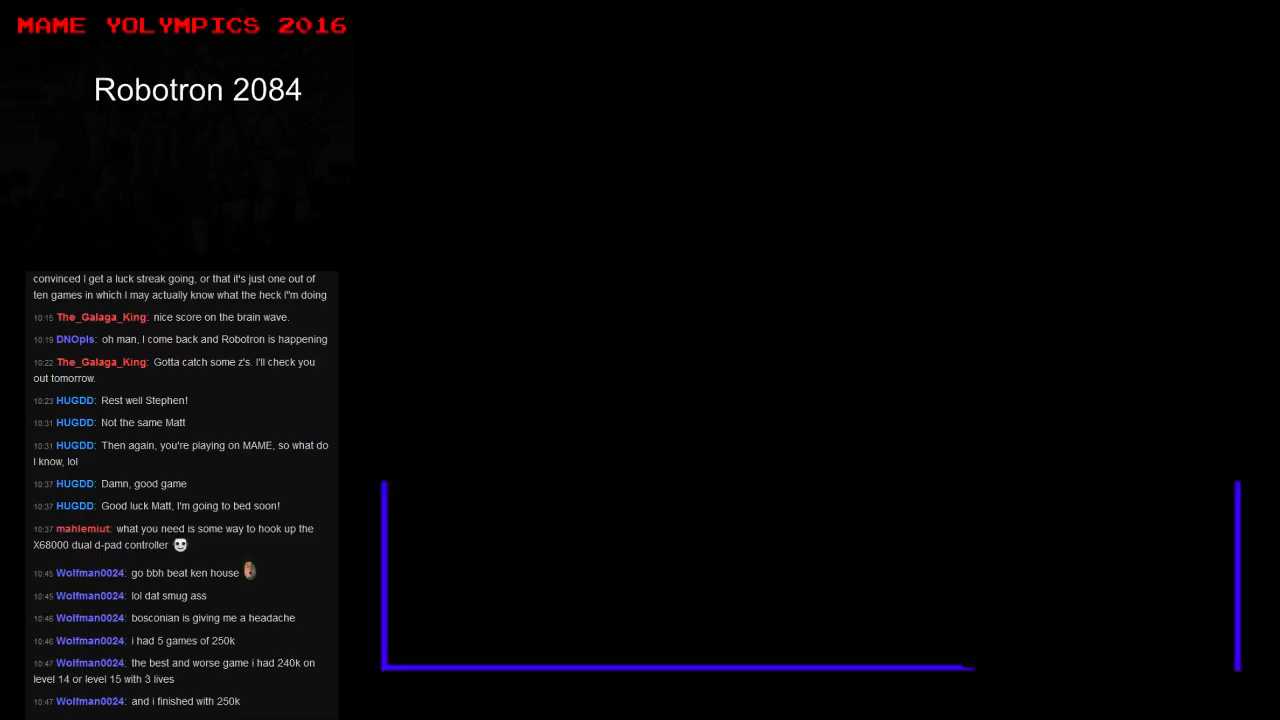 MAME YOLYMPICS 2016
Robotron 2084
convinced I get a luck streak going, or that it's just one out of
ten games in which I may actually know what the heck I"m doing
10:15 The_Galaga_King: nice score on the brain wave.
10:19 DNOpls: oh man, I come back and Robotron is happening
10:22 The_Galaga_King: Gotta catch some z's. I'll check you
out tomorrow.
10:23 HUGDD: Rest well Stephen!
10:31 HUGDD: Not the same Matt
10:31 HUGDD: Then again, you're playing on MAME, so what do
I know, lol
10:37 HUGDD: Damn, good game
10:37 HUGDD: Good luck Matt, I'm going to bed soon!
10:37 mahlemiut: what you need is some way to hook up the
X68000 dual d-pad controller
10:45 Wolfman0024: go bbh beat ken house
10:45 Wolfman0024: lol dat smug ass
10:46 Wolfman0024: bosconian is giving me a headache
10:46 Wolfman0024: i had 5 games of 250k
10:47 Wolfman0024: the best and worse game i had 240k on
level 14 or level 15 with 3 lives
10:47 Wolfman0024: and i finished with 250k